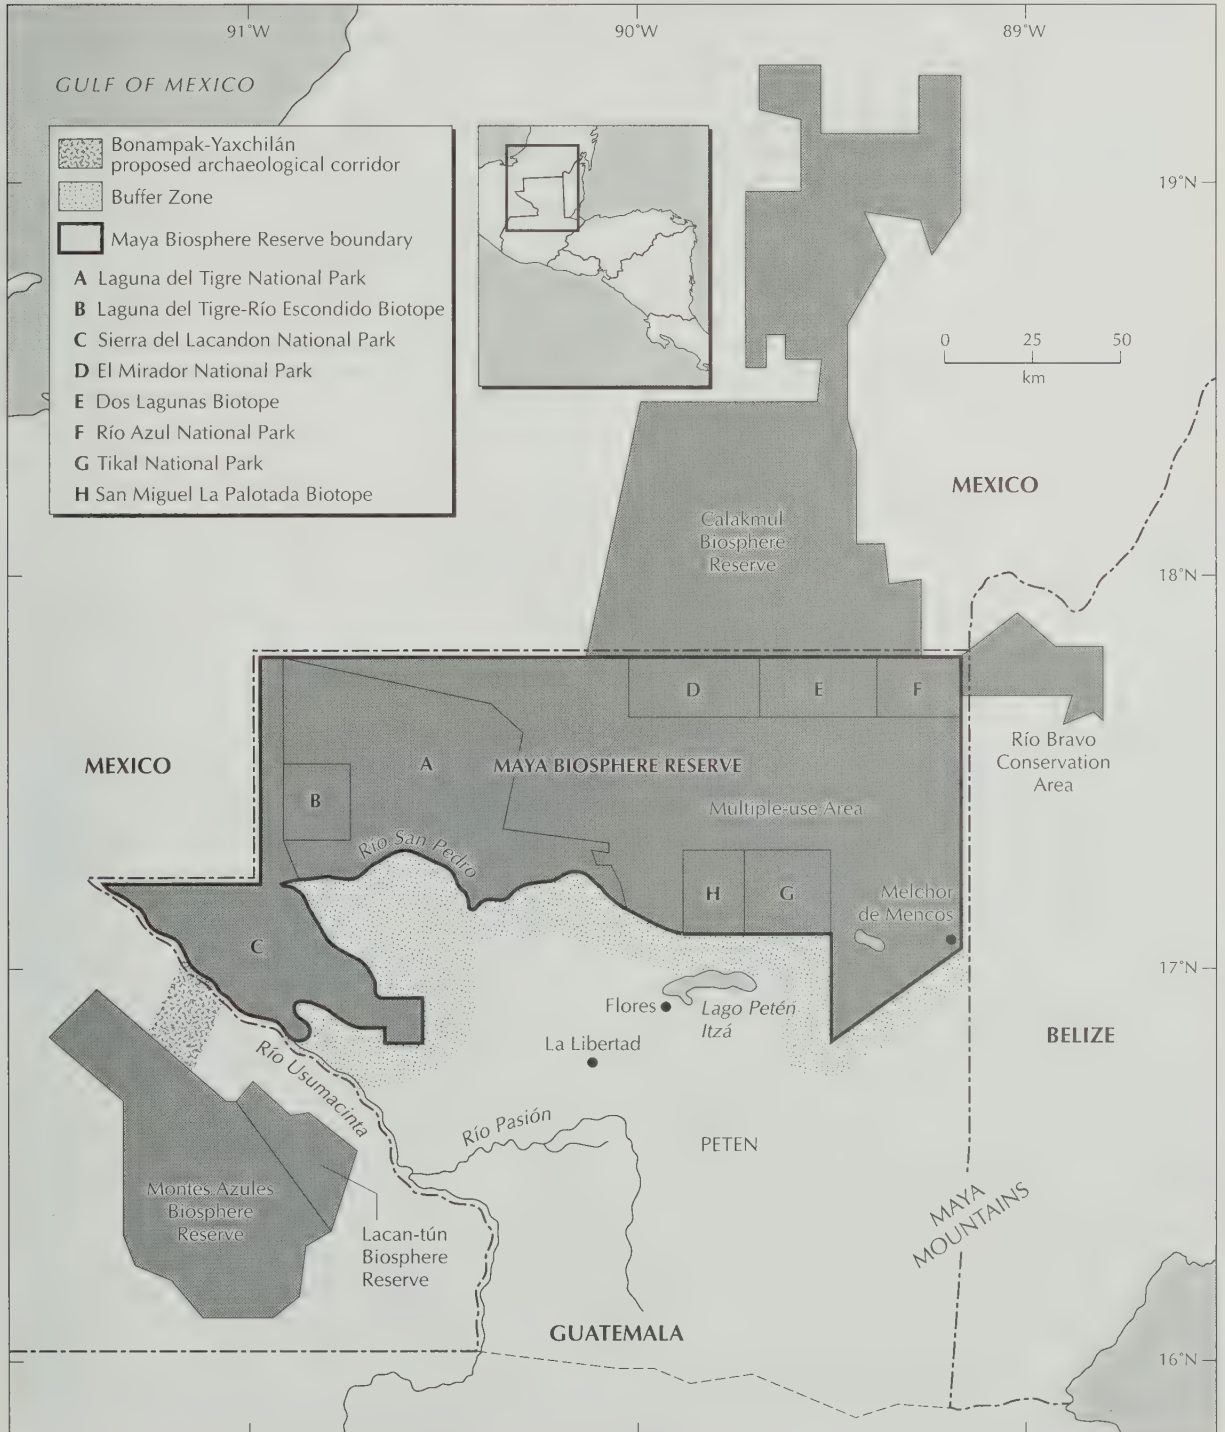 91°W
90°W
89°W
GULF OF MEXICO
Bonampak-Yaxchilán
proposed archaeological corridor
Buffer Zone
Maya Biosphere Reserve boundary
A Laguna del Tigre National Park
B Laguna del Tigre-Río Escondido Biotope
C Sierra del Lacandon National Park
D El Mirador National Park
E Dos Lagunas Biotope
F Río Azul National Park
G Tikal National Park
H San Miguel La Palotada Biotope
19°N
0 25 50
km
MEXICO
Calakmul
Biosphere
Reserve
18°N
D
E
F
Río Bravo
Conservation
Area
MEXICO
A
MAYA BIOSPHERE RESERVE
B
Multiple-use Area
Río San Pedro
H
G
Melchor
de Mencos
C
17°N
Flores
Lago Petén
Itzá
La Libertad
BELIZE
Río Usumacinta
Río Pasión
PETEN
Montes Azules
Biosphere
Reserve
Lacan-tún
Biosphere
Reserve
MAYA
MOUNTAINS
GUATEMALA
16°N